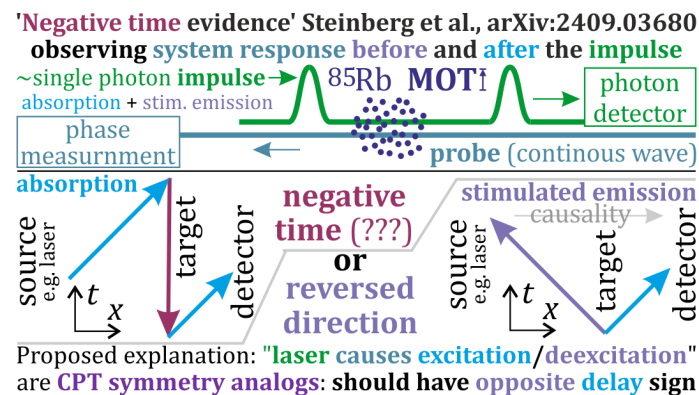 'Negative time evidence' Steinberg et al., arXiv:2409.03680
observing system response before and after the impulse
~single photon impulse
absorption + stim. emission
85Rb MOT
photon
detector
phase
measurnment
probe (continous wave)
absorption
source
e.g. laser
target
detector
t
x
negative
time (???)
or
reversed
direction
stimulated emission
causality
source
e.g. laser
target
detector
t
x
Proposed explanation: "laser causes excitation/deexcitation"
are CPT symmetry analogs: should have opposite delay sign